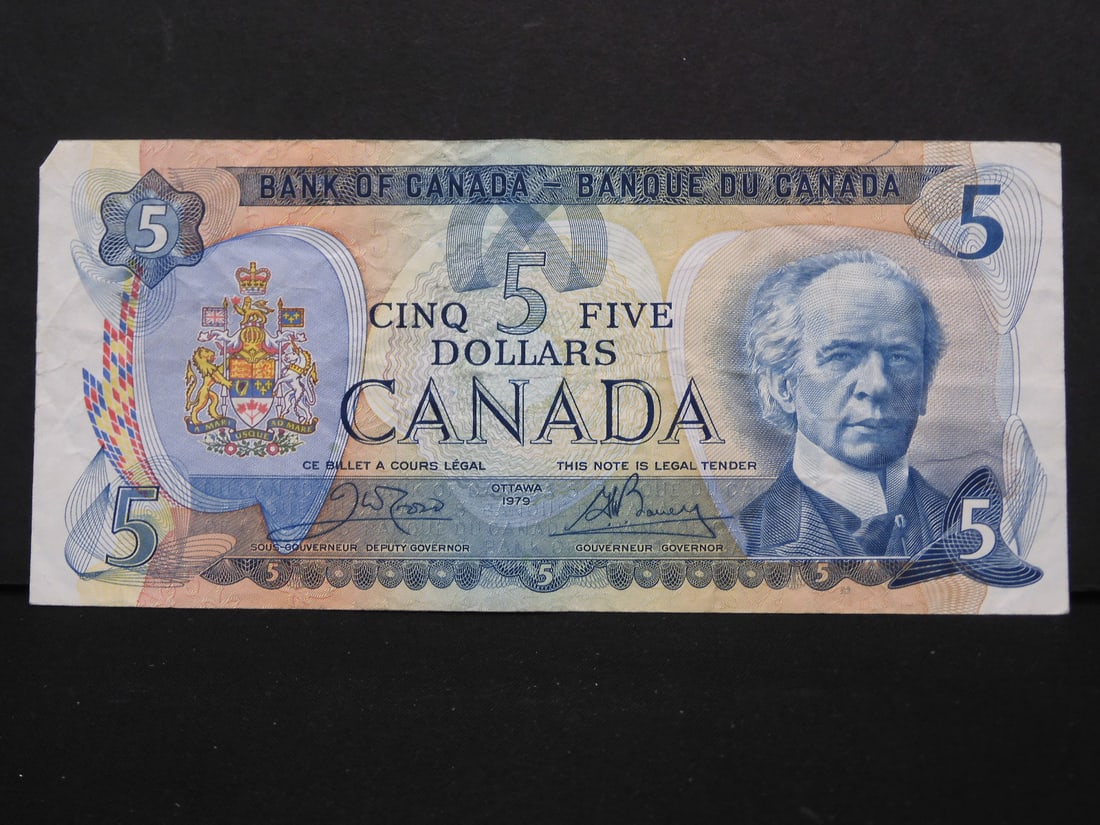 BANK OF CANADA – BANQUE DU CANADA
5
5
CINQ 5 FIVE
DOLLARS
CANADA
A MARI USQUE AD MARE
CE BILLET A COURS LÉGAL THIS NOTE IS LEGAL TENDER
OTTAWA
1979
5
5
SOUS-GOUVERNEUR DEPUTY GOVERNOR GOUVERNEUR GOVERNOR
5 5 5